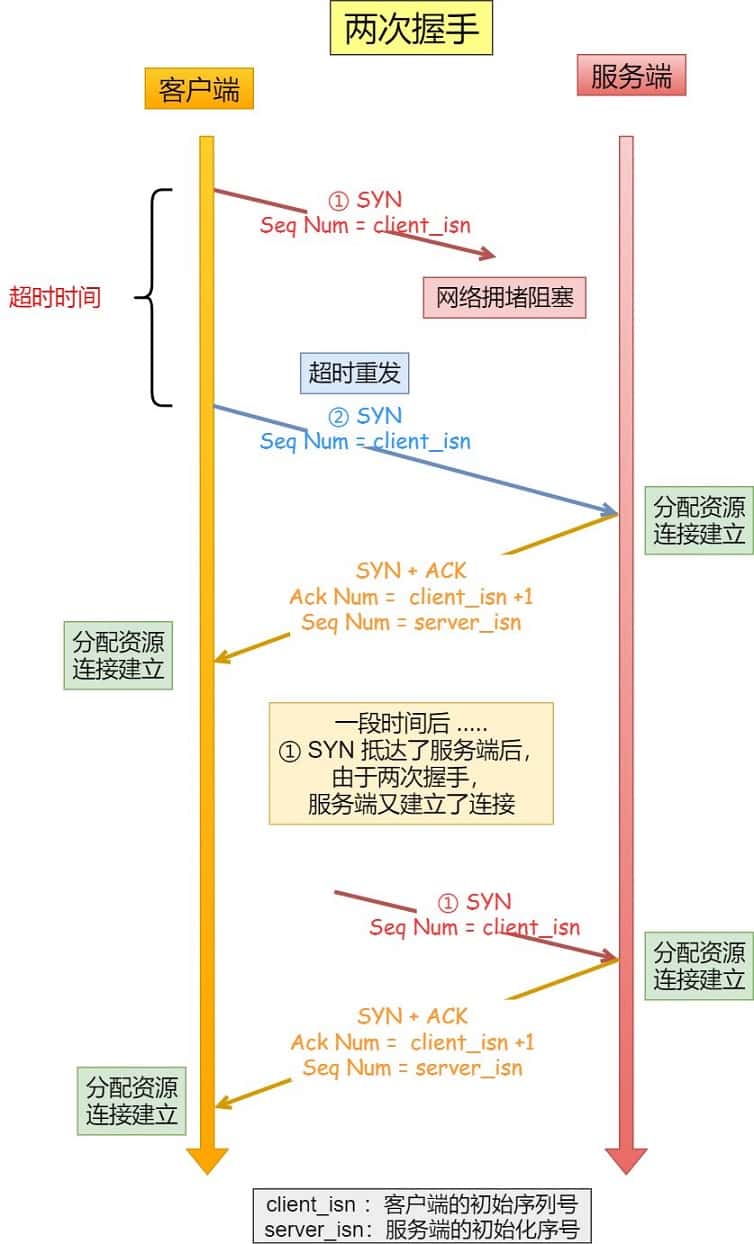 两次握手
客户端
服务端
① SYN
Seq Num = client_isn
超时时间
网络拥堵阻塞
超时重发
② SYN
Seq Num = client_isn
分配资源
连接建立
SYN + ACK
Ack Num = client_isn +1
Seq Num = server_isn
分配资源
连接建立
一段时间后 .....
① SYN 抵达了服务端后，
由于两次握手，
服务端又建立了连接
① SYN
Seq Num = client_isn
分配资源
连接建立
SYN + ACK
Ack Num = client_isn +1
Seq Num = server_isn
分配资源
连接建立
client_isn ：客户端的初始序列号
server_isn：服务端的初始化序号